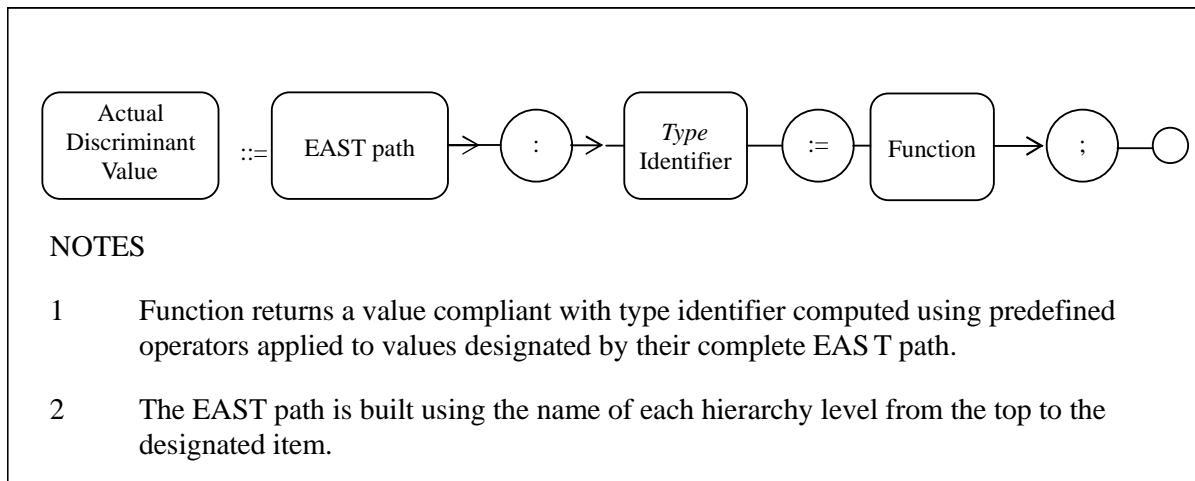 Actual
Discriminant
Value
::=
EAST path
:
Type
Identifier
:=
Function
;
NOTES
1 Function returns a value compliant with type identifier computed using predefined
operators applied to values designated by their complete EAS T path.
2 The EAST path is built using the name of each hierarchy level from the top to the
designated item.